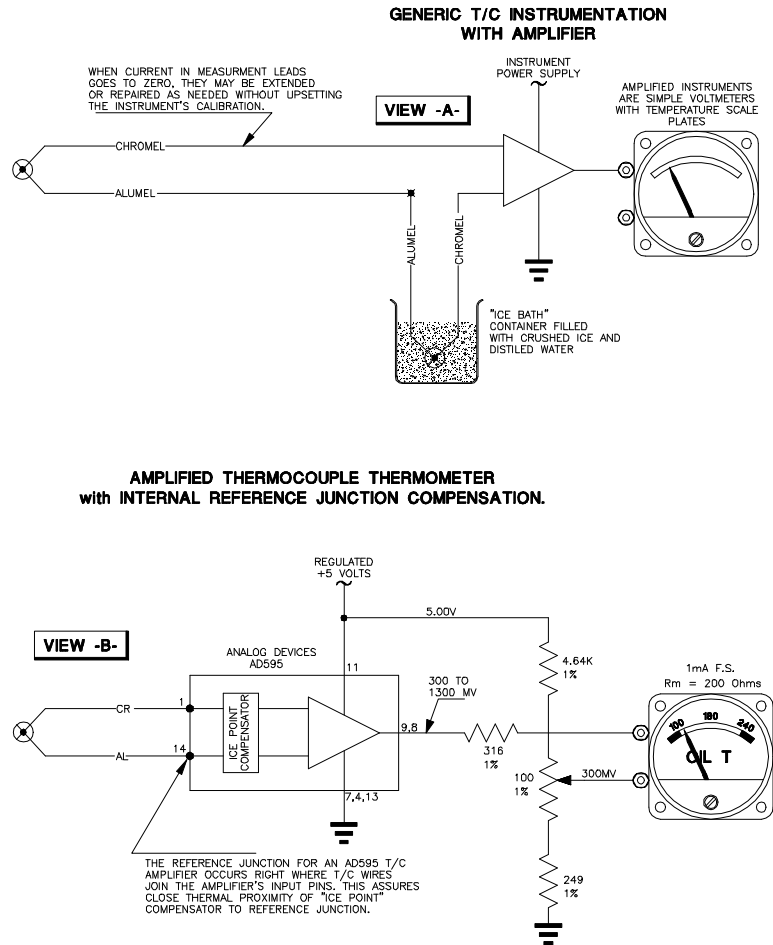 GENERIC T/C INSTRUMENTATION
WITH AMPLIFIER
WHEN CURRENT IN MEASURMENT LEADS
GOES TO ZERO, THEY MAY BE EXTENDED
OR REPAIRED AS NEEDED WITHOUT UPSETTING
THE INSTRUMENT'S CALIBRATION.
VIEW -A-
INSTRUMENT
POWER SUPPLY
AMPLIFIED INSTRUMENTS
ARE SIMPLE VOLTMETERS
WITH TEMPERATURE SCALE
PLATES
CHROMEL
ALUMEL
ALUMEL
CHROMEL
"ICE BATH"
CONTAINER FILLED
WITH CRUSHED ICE AND
DISTILED WATER
AMPLIFIED THERMOCOUPLE THERMOMETER
with INTERNAL REFERENCE JUNCTION COMPENSATION.
REGULATED
+5 VOLTS
5.00V
VIEW -B-
ANALOG DEVICES
AD595
11
4.64K
1%
1mA F.S.
Rm = 200 Ohms
300 TO
1300 MV
CR
1
ICE POINT
COMPENSATOR
9,8
14
AL
316
1%
100
1%
300MV
100
180
240
OIL T
7,4,13
THE REFERENCE JUNCTION FOR AN AD595 T/C
AMPLIFIER OCCURS RIGHT WHERE T/C WIRES
JOIN THE AMPLIFIER'S INPUT PINS. THIS ASSURES
CLOSE THERMAL PROXIMITY OF "ICE POINT"
COMPENSATOR TO REFERENCE JUNCTION.
249
1%